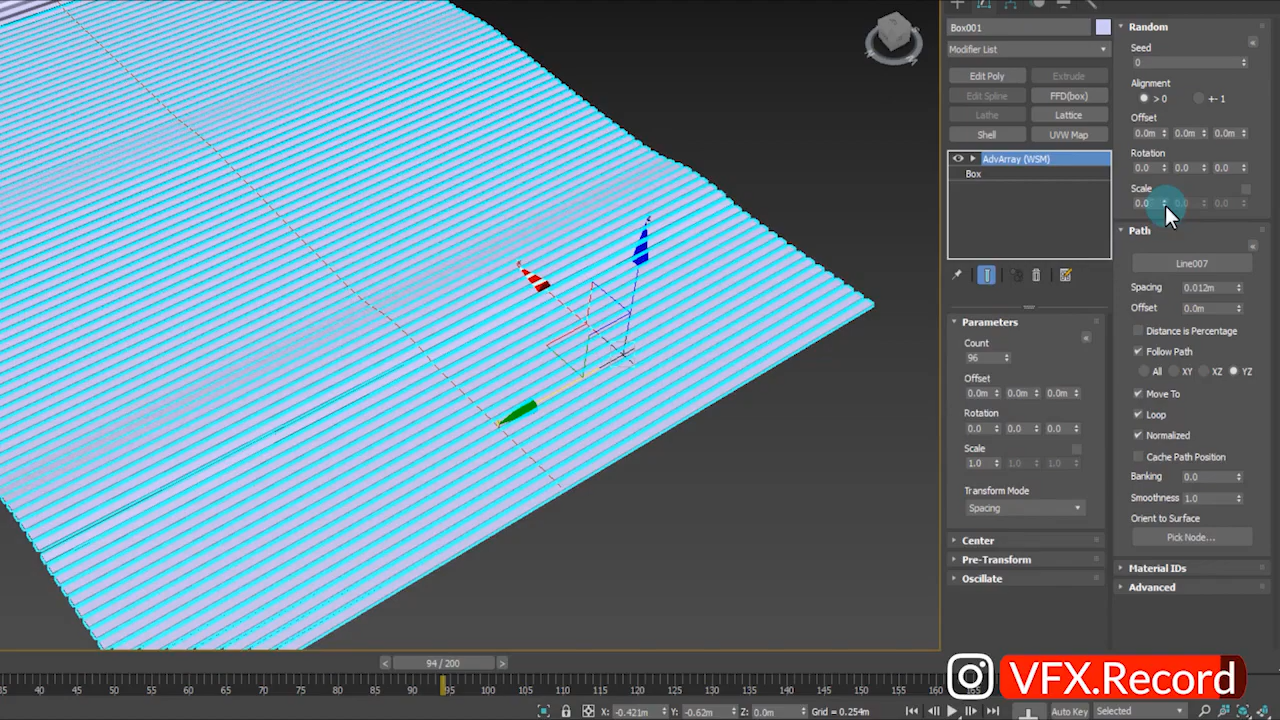 Box001
Modifier List
Edit Poly Extrude
Edit Spline FFD(box)
Lathe Lattice
Shell UVW Map
AdvArray (WSM)
Box
Parameters
Count
96
Offset
0.0m 0.0m 0.0m
Rotation
0.0 0.0 0.0
Scale
1.0 1.0 1.0
Transform Mode
Spacing
Center
Pre-Transform
Oscillate
Random
Seed
0
Alignment
> 0 +- 1
Offset
0.0m 0.0m 0.0m
Rotation
0.0 0.0 0.0
Scale
0.0 0.0 0.0
Path
Line007
Spacing 0.012m
Offset 0.0m
Distance is Percentage
Follow Path
All XY XZ YZ
Move To
Loop
Normalized
Cache Path Position
Banking 0.0
Smoothness 1.0
Orient to Surface
Pick Node...
Material IDs
Advanced
< 94 / 200 >
35 40 45 50 55 60 65 70 75 80 85 90 95 100 105 110 115 120 125 130 135 140 145 150 155 160
VFX.Record
X: -0.421m Y: -0.62m Z: 0.0m Grid = 0.254m Auto Key Selected